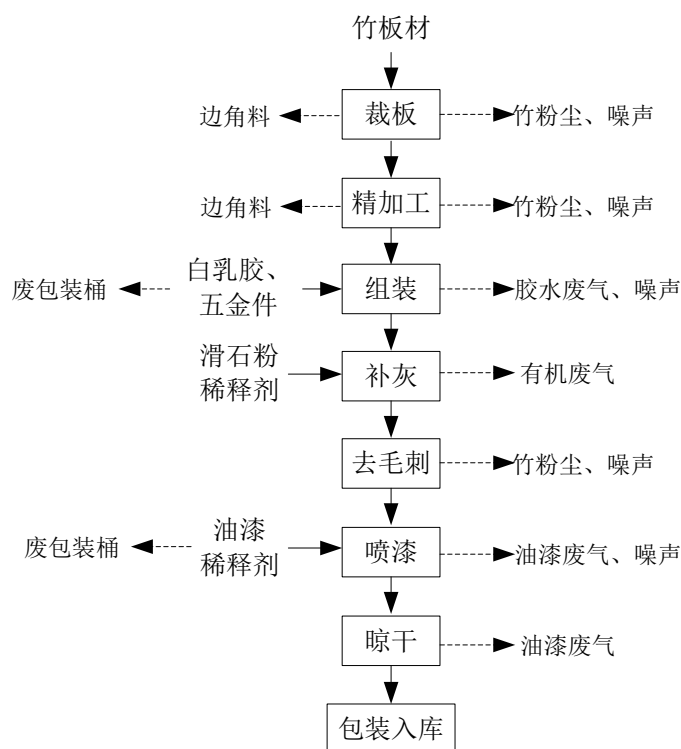 竹板材
边角料
裁板
竹粉尘、噪声
边角料
精加工
竹粉尘、噪声
废包装桶
白乳胶、
五金件
组装
胶水废气、噪声
滑石粉
稀释剂
补灰
有机废气
去毛刺
竹粉尘、噪声
废包装桶
油漆
稀释剂
喷漆
油漆废气、噪声
晾干
油漆废气
包装入库